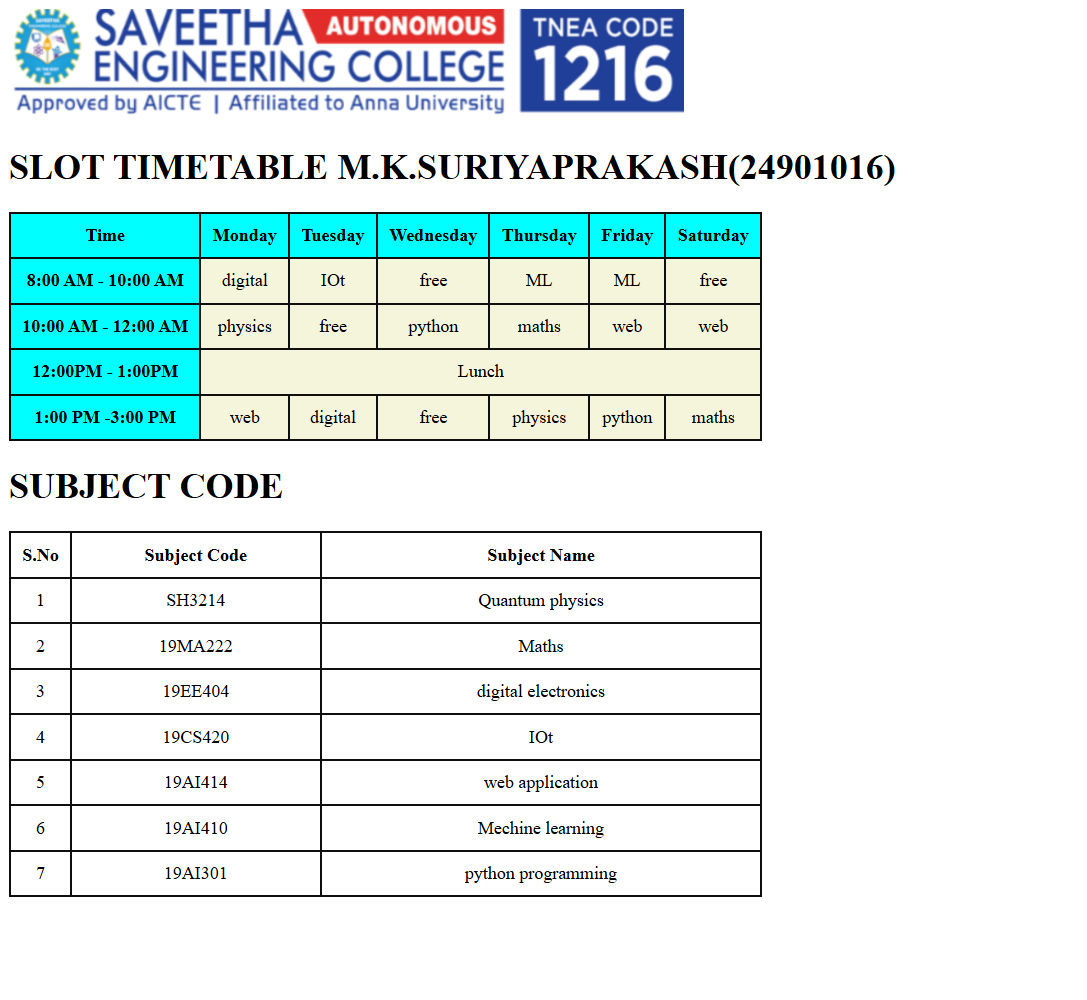 SAVEETHA AUTONOMOUS
ENGINEERING COLLEGE
Approved by AICTE | Affiliated to Anna University
TNEA CODE
1216
SLOT TIMETABLE M.K.SURIYAPRAKASH(24901016)
Time Monday Tuesday Wednesday Thursday Friday Saturday
8:00 AM - 10:00 AM digital IOt free ML ML free
10:00 AM - 12:00 AM physics free python maths web web
12:00PM - 1:00PM Lunch
1:00 PM -3:00 PM web digital free physics python maths
SUBJECT CODE
S.No Subject Code Subject Name
1 SH3214 Quantum physics
2 19MA222 Maths
3 19EE404 digital electronics
4 19CS420 IOt
5 19AI414 web application
6 19AI410 Mechine learning
7 19AI301 python programming